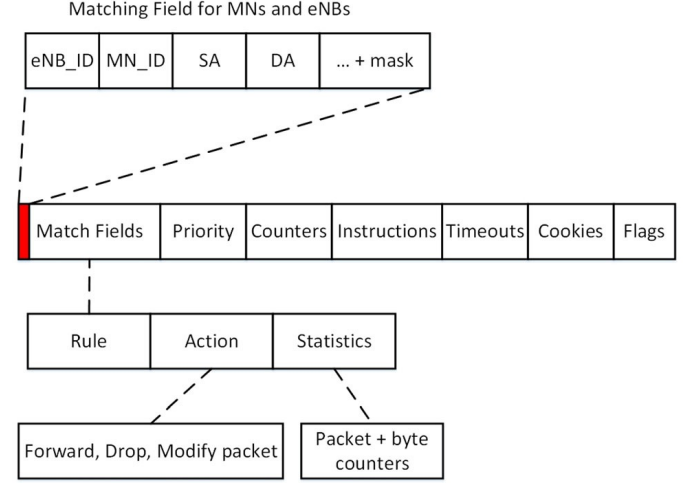 Matching Field for MNs and eNBs
eNB_ID MN_ID SA DA ... + mask
Match Fields Priority Counters Instructions Timeouts Cookies Flags
Rule Action Statistics
Forward, Drop, Modify packet
Packet + byte
counters